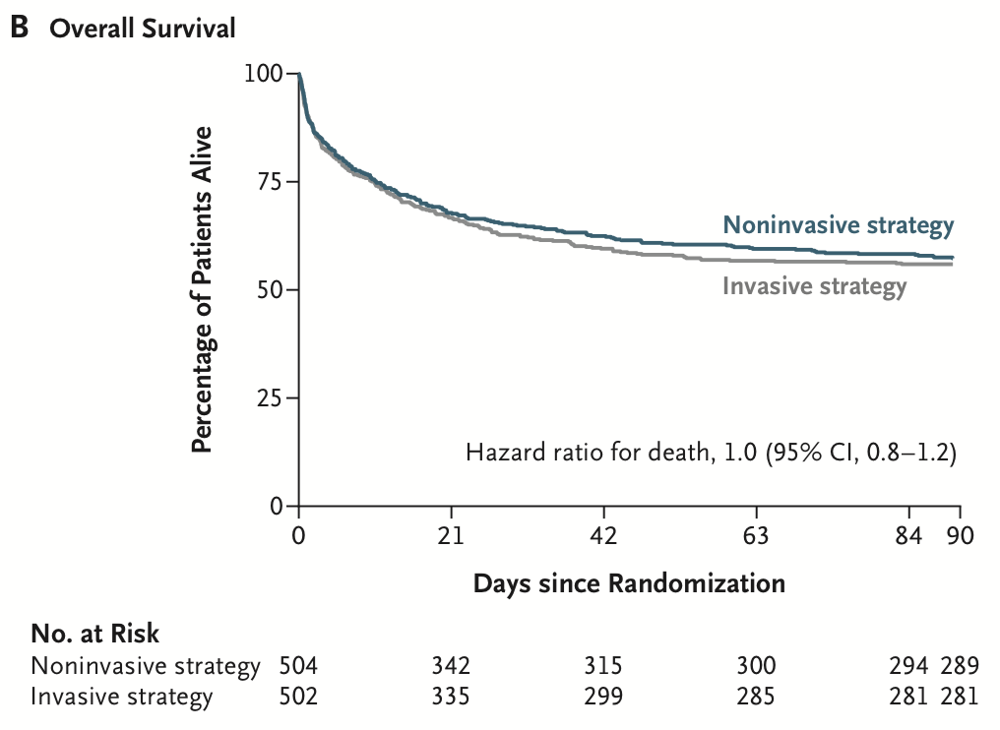 B Overall Survival
Percentage of Patients Alive
100
75
50
25
0
Noninvasive strategy
Invasive strategy
Hazard ratio for death, 1.0 (95% CI, 0.8–1.2)
0 21 42 63 84 90
Days since Randomization
No. at Risk
Noninvasive strategy 504 342 315 300 294 289
Invasive strategy 502 335 299 285 281 281